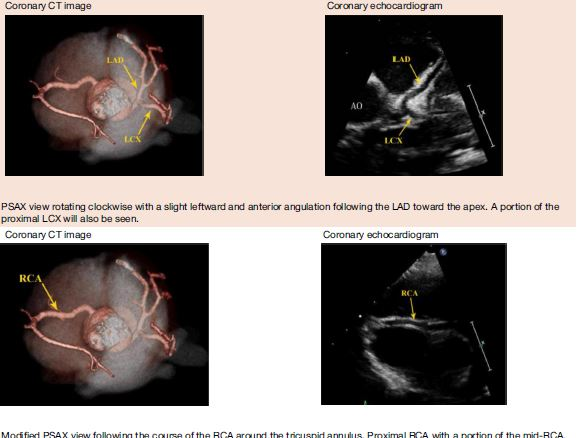 Coronary CT image
Coronary echocardiogram
LAD
LCX
LAD
AO
LCX
PSAX view rotating clockwise with a slight leftward and anterior angulation following the LAD toward the apex. A portion of the
proximal LCX will also be seen.
Coronary CT image
Coronary echocardiogram
RCA
RCA
Modified PSAX view following the course of the RCA around the tricuspid annulus. Proximal RCA with a portion of the mid-RCA